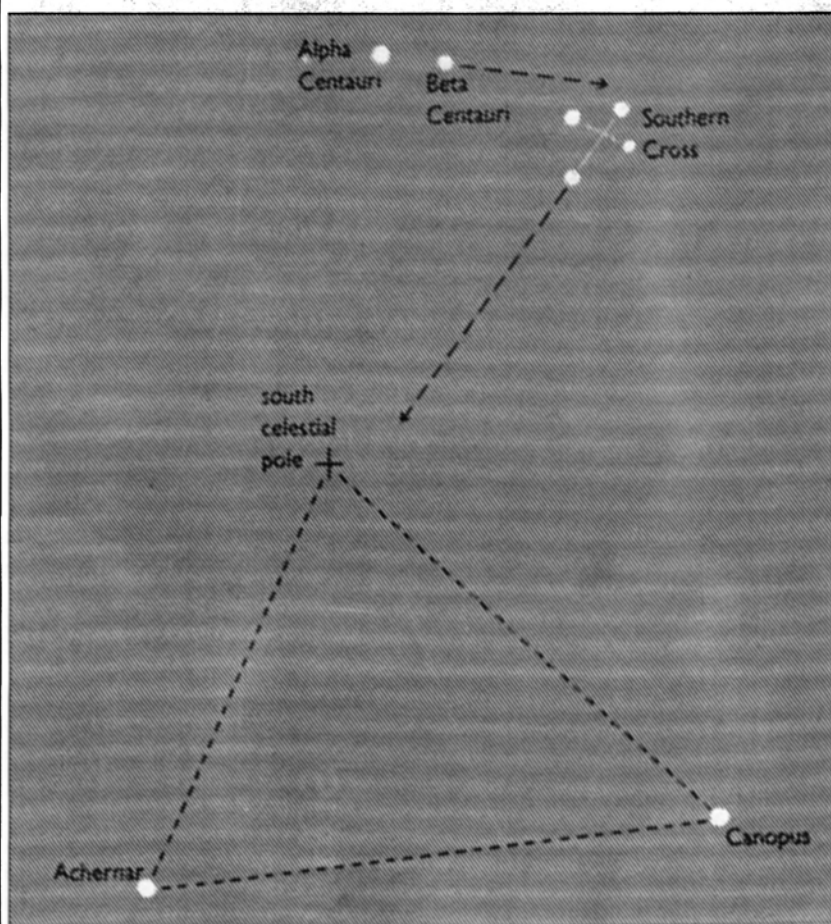 Alpha
Centauri
Beta
Centauri
Southern
Cross
south
celestial
pole
Achernar
Canopus